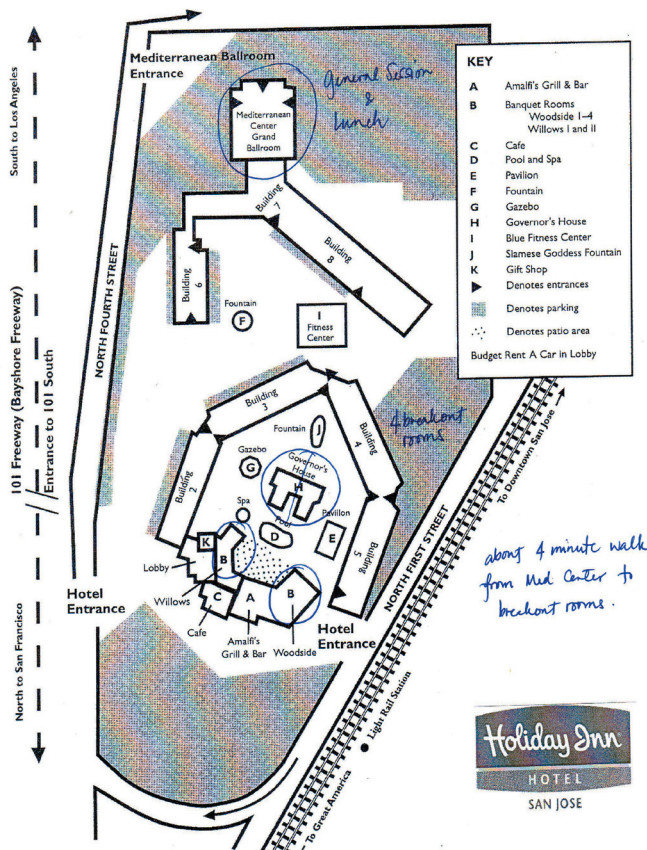 Mediterranean Ballroom
Entrance
Mediterranean
Center
Grand
Ballroom
General Session
&
Lunch
KEY
A Amalfi's Grill & Bar
B Banquet Rooms
Woodside 1–4
Willows I and II
C Cafe
D Pool and Spa
E Pavilion
F Fountain
G Gazebo
H Governor's House
I Blue Fitness Center
J Siamese Goddess Fountain
K Gift Shop
Denotes entrances
Denotes parking
Denotes patio area
Budget Rent A Car in Lobby
South to Los Angeles
101 Freeway (Bayshore Freeway)
Entrance to 101 South
North to San Francisco
NORTH FOURTH STREET
Building
7
Building
8
Building
6
Fountain
F
I
Fitness
Center
Building
3
Fountain
J
Building
4
4 breakout
rooms
Gazebo
G
Governor's
House
H
Building
2
Spa
Pool
D
Pavilion
E
Building
5
K
Lobby
B
Willows
C
Cafe
A
Amalfi's
Grill & Bar
B
Woodside
Hotel
Entrance
Hotel
Entrance
NORTH FIRST STREET
To Downtown San Jose
about 4 minute walk
from Med Center to
breakout rooms.
Light Rail Station
To Great America
Holiday Inn
HOTEL
SAN JOSE